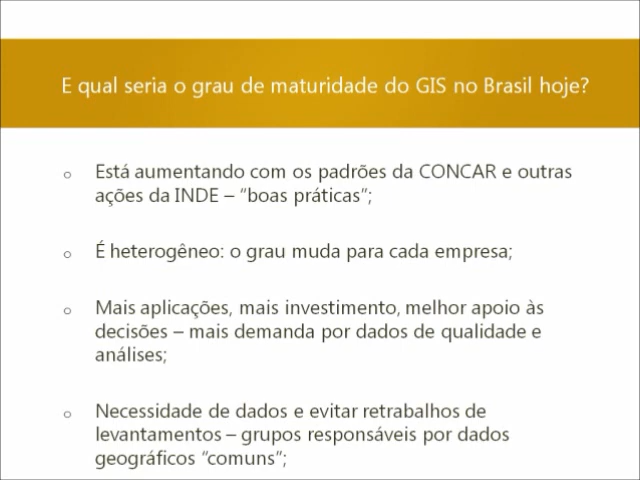 E qual seria o grau de maturidade do GIS no Brasil hoje?
o Está aumentando com os padrões da CONCAR e outras
ações da INDE – “boas práticas”;
o É heterogêneo: o grau muda para cada empresa;
o Mais aplicações, mais investimento, melhor apoio às
decisões – mais demanda por dados de qualidade e
análises;
o Necessidade de dados e evitar retrabalhos de
levantamentos – grupos responsáveis por dados
geográficos “comuns”;